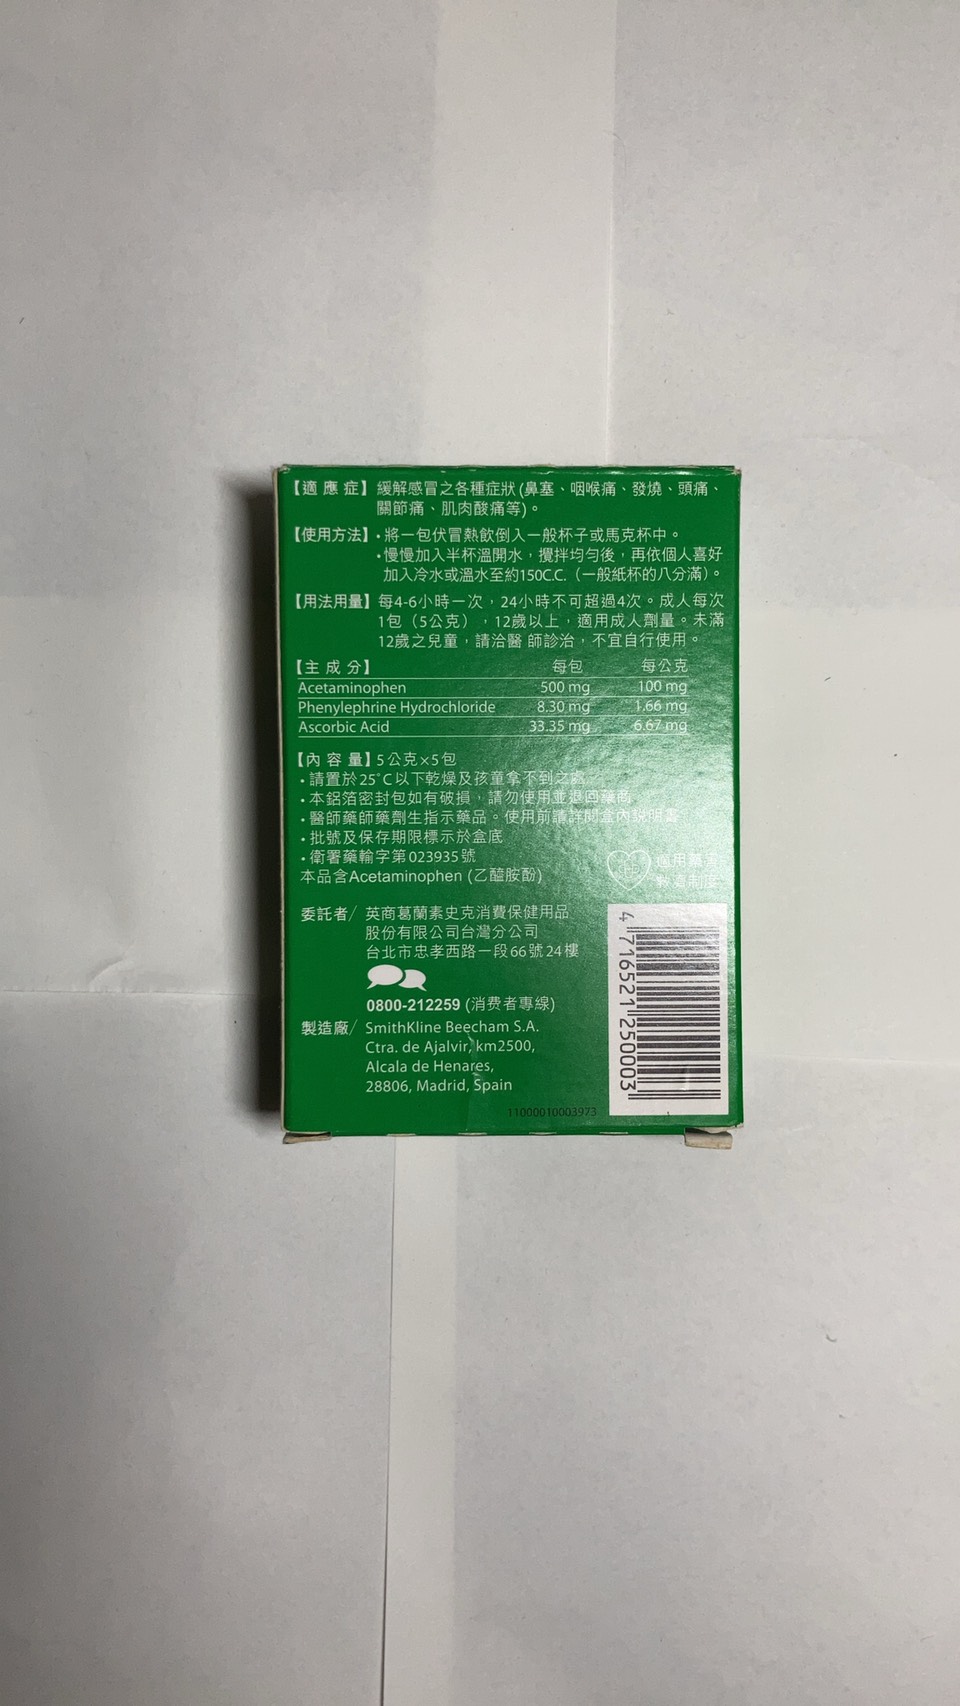 【適應症】緩解感冒之各種症狀(鼻塞、咽喉痛、發燒、頭痛、
關節痛、肌肉酸痛等)。
【使用方法】・將一包伏冒熱飲倒入一般杯子或馬克杯中。
・慢慢加入半杯溫開水，攪拌均勻後，再依個人喜好
加入冷水或溫水至約150C.C.（一般紙杯的八分滿）。
【用法用量】每4-6小時一次，24小時不可超過4次。成人每次
1包（5公克），12歲以上，適用成人劑量。未滿
12歲之兒童，請洽醫 師診治，不宜自行使用。
【主成分】 每包 每公克
Acetaminophen 500 mg 100 mg
Phenylephrine Hydrochloride 8.30 mg 1.66 mg
Ascorbic Acid 33.35 mg 6.67 mg
【內容量】5公克×5包
・請置於25°C以下乾燥及孩童拿不到之處。
・本鋁箔密封包如有破損，請勿使用並退回藥商
・醫師藥師藥劑生指示藥品。使用前請詳閱盒內說明書
・批號及保存期限標示於盒底
・衛署藥輸字第023935號
本品含Acetaminophen (乙醯胺酚)
適用藥害
救濟制度
委託者/ 英商葛蘭素史克消費保健用品
股份有限公司台灣分公司
台北市忠孝西路一段66號24樓
0800-212259 (消費者專線)
製造廠/ SmithKline Beecham S.A.
Ctra. de Ajalvir, km2500,
Alcala de Henares,
28806, Madrid, Spain
11000010003973
4 716521 250003